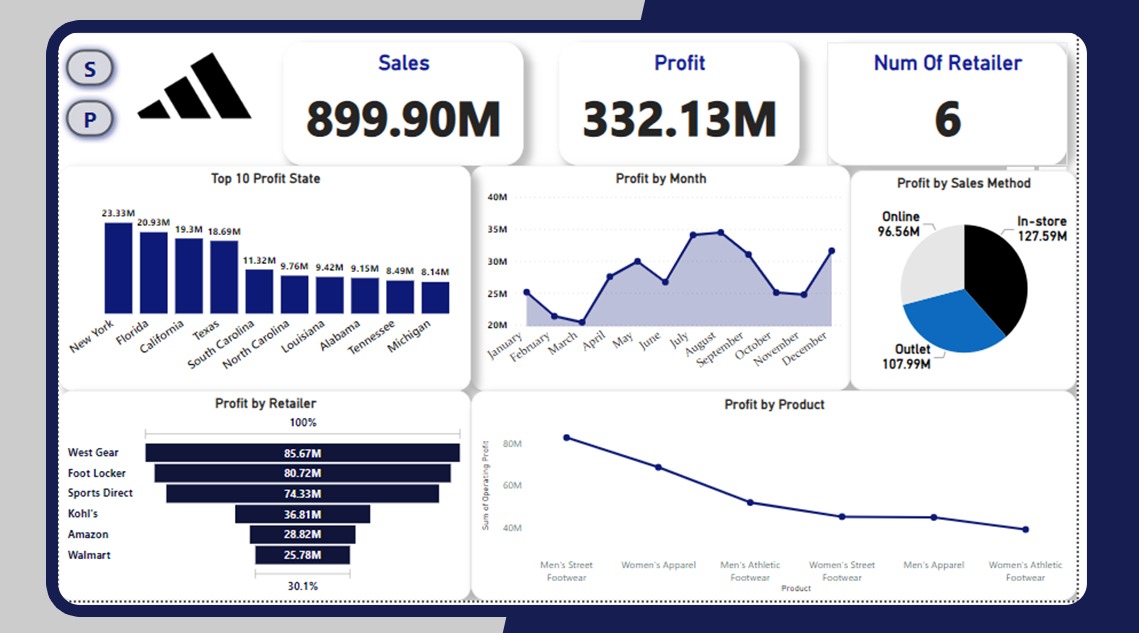 S
P
Sales
899.90M
Profit
332.13M
Num Of Retailer
6
Top 10 Profit State
23.33M
20.93M
19.3M
18.69M
11.32M
9.76M
9.42M
9.15M
8.49M
8.14M
New York
Florida
California
Texas
South Carolina
North Carolina
Louisiana
Alabama
Tennessee
Michigan
Profit by Month
40M
35M
30M
25M
20M
January
February
March
April
May
June
July
August
September
October
November
December
Profit by Sales Method
Online
96.56M
In-store
127.59M
Outlet
107.99M
Profit by Retailer
100%
West Gear 85.67M
Foot Locker 80.72M
Sports Direct 74.33M
Kohl's 36.81M
Amazon 28.82M
Walmart 25.78M
30.1%
Profit by Product
Sum of Operating Profit
80M
60M
40M
Men's Street
Footwear
Women's Apparel
Men's Athletic
Footwear
Women's Street
Footwear
Men's Apparel
Women's Athletic
Footwear
Product